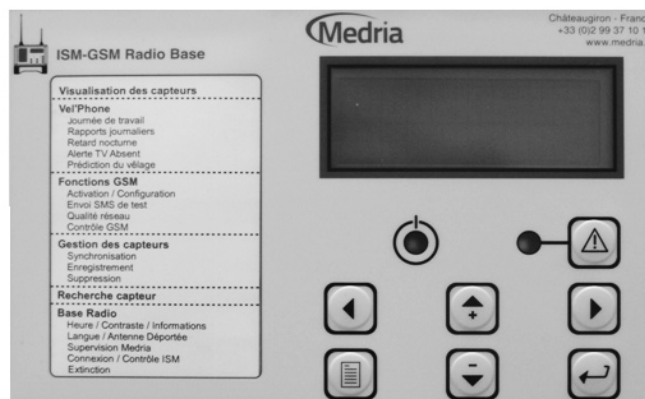 ISM-GSM Radio Base
Medria
Châteaugiron - Franc
+33 (0)2 99 37 10 1
www.medria.
Visualisation des capteurs
Vel'Phone
Journée de travail
Rapports journaliers
Retard nocturne
Alerte TV Absent
Prédiction du vêlage
Fonctions GSM
Activation / Configuration
Envoi SMS de test
Qualité réseau
Contrôle GSM
Gestion des capteurs
Synchronisation
Enregistrement
Suppression
Recherche capteur
Base Radio
Heure / Contraste / Informations
Langue / Antenne Déportée
Supervision Medria
Connexion / Contrôle ISM
Extinction
+
-